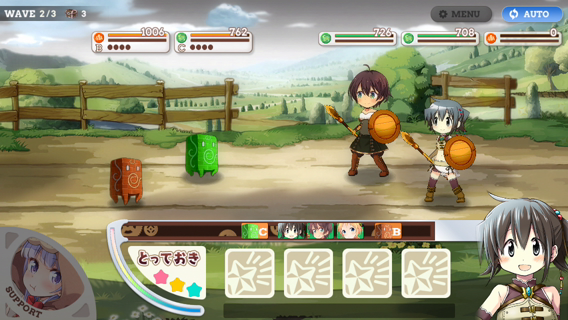 WAVE 2/3 3
MENU
AUTO
1006
B
762
C
726
708
0
C
B
とっておき
SUPPORT